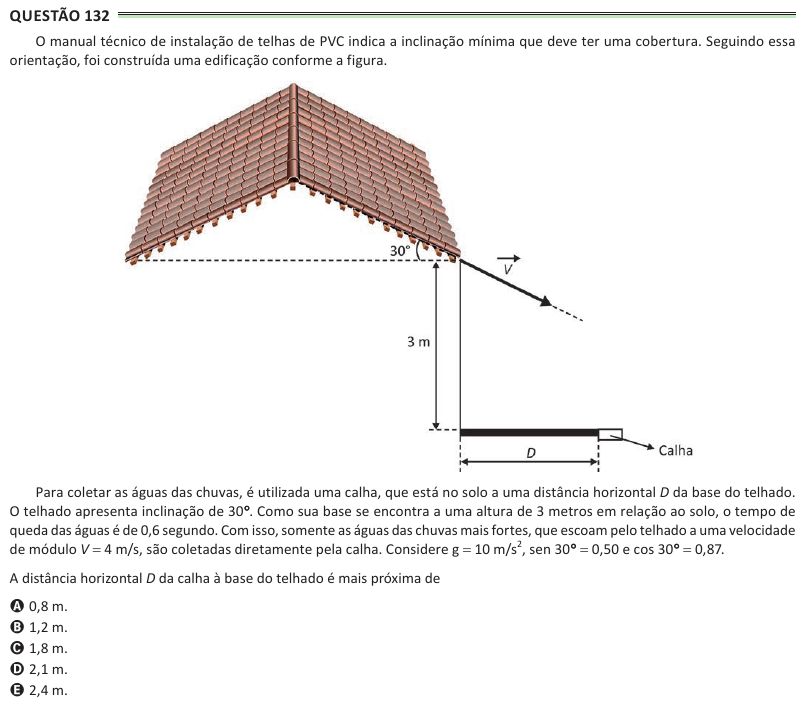 QUESTÃO 132
O manual técnico de instalação de telhas de PVC indica a inclinação mínima que deve ter uma cobertura. Seguindo essa
orientação, foi construída uma edificação conforme a figura.
30°
V
3 m
D
Calha
Para coletar as águas das chuvas, é utilizada uma calha, que está no solo a uma distância horizontal D da base do telhado.
O telhado apresenta inclinação de 30°. Como sua base se encontra a uma altura de 3 metros em relação ao solo, o tempo de
queda das águas é de 0,6 segundo. Com isso, somente as águas das chuvas mais fortes, que escoam pelo telhado a uma velocidade
de módulo V = 4 m/s, são coletadas diretamente pela calha. Considere g = 10 m/s², sen 30° = 0,50 e cos 30° = 0,87.
A distância horizontal D da calha à base do telhado é mais próxima de
A 0,8 m.
B 1,2 m.
C 1,8 m.
D 2,1 m.
E 2,4 m.